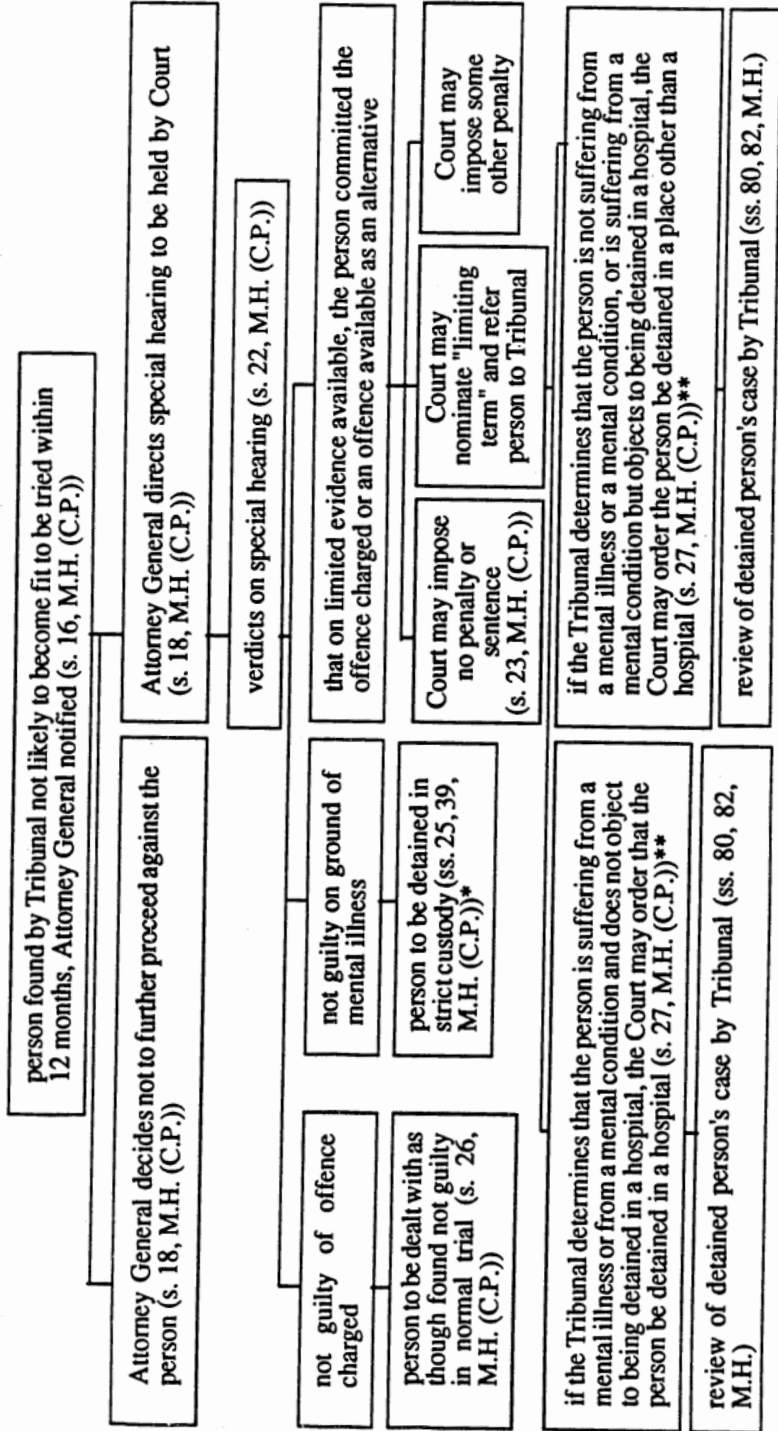 person found by Tribunal not likely to become fit to be tried within
12 months, Attorney General notified (s. 16, M.H. (C.P.))
Attorney General decides not to further proceed against the
person (s. 18, M.H. (C.P.))
Attorney General directs special hearing to be held by Court
(s. 18, M.H. (C.P.))
verdicts on special hearing (s. 22, M.H. (C.P.))
not guilty of offence
charged
not guilty on ground of
mental illness
that on limited evidence available, the person committed the
offence charged or an offence available as an alternative
person to be dealt with as
though found not guilty
in normal trial (s. 26,
M.H. (C.P.))
person to be detained in
strict custody (ss. 25, 39,
M.H. (C.P.))*
Court may impose
no penalty or
sentence
(s. 23, M.H. (C.P.))
Court may
nominate "limiting
term" and refer
person to Tribunal
Court may
impose some
other penalty
if the Tribunal determines that the person is suffering from a
mental illness or from a mental condition and does not object
to being detained in a hospital, the Court may order that the
person be detained in a hospital (s. 27, M.H. (C.P.))**
if the Tribunal determines that the person is not suffering from
a mental illness or a mental condition, or is suffering from a
mental condition but objects to being detained in a hospital, the
Court may order the person be detained in a place other than a
hospital (s. 27, M.H. (C.P.))**
review of detained person's case by Tribunal (ss. 80, 82,
M.H.)
review of detained person's case by Tribunal (ss. 80, 82, M.H.)